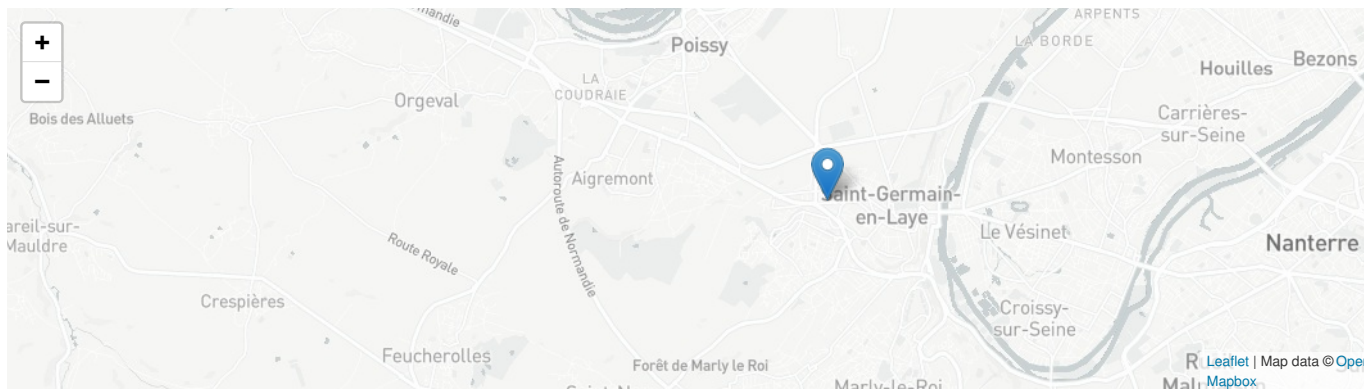 +
−
mandie
Poissy
ARPENTS
LA BORDE
Houilles
Bezons
LA
COUDRAIE
Orgeval
Bois des Alluets
Carrières-
sur-Seine
Montesson
Aigremont
Saint-Germain-
en-Laye
Autoroute de Normandie
Le Vésinet
Nanterre
areil-sur-
Mauldre
Route Royale
Crespières
Croissy-
sur-Seine
Feucherolles
Forêt de Marly le Roi
Marly-le-Roi
Leaflet | Map data © Ope
Mapbox